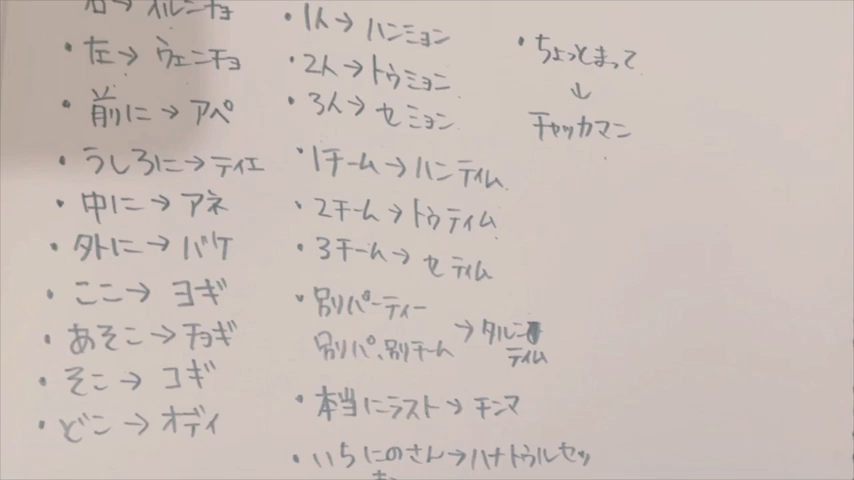 右→オルンチョ
・左→ウェンチョ
・前に→アペ
・うしろに→ティエ
・中に→アネ
・外に→バケ
・ここ→ヨギ
・あそこ→チョギ
・そこ→コギ
・どこ→オディ
・1人→ハンミョン
・2人→トゥミョン
・3人→セミョン
・1チーム→ハンティム
・2チーム→トゥティム
・3チーム→セティム
・別パーティー
別パ、別チーム→タルン
ティム
・本当にラスト→チンマ
・いちにのさん→ハナトゥルセッ
・ちょっとまって
↓
チャッカマン